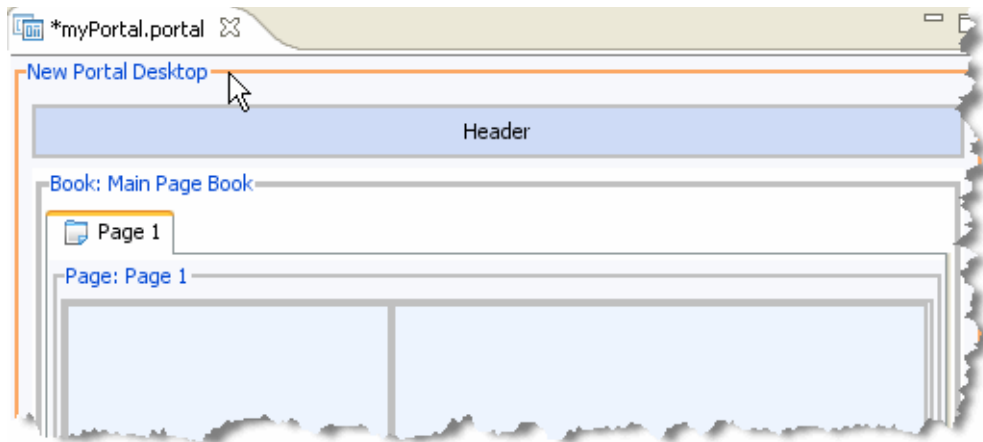 *myPortal.portal
New Portal Desktop
Header
Book: Main Page Book
Page 1
Page: Page 1